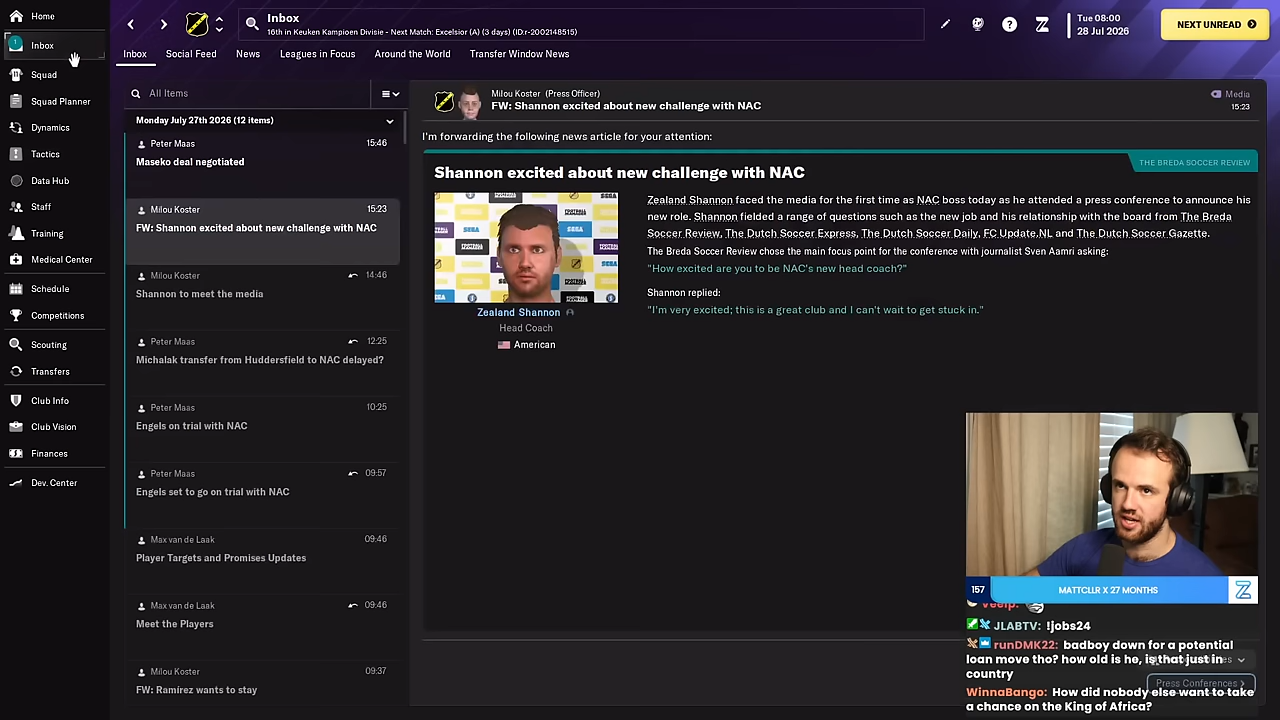 Home
Inbox
Squad
Squad Planner
Dynamics
Tactics
Data Hub
Staff
Training
Medical Center
Schedule
Competitions
Scouting
Transfers
Club Info
Club Vision
Finances
Dev. Center
Inbox
16th in Keuken Kampioen Divisie - Next Match: Excelsior (A) (3 days) (ID:r-2002148515)
Tue 08:00
28 Jul 2026
NEXT UNREAD
Inbox
Social Feed
News
Leagues in Focus
Around the World
Transfer Window News
All Items
Monday July 27th 2026 (12 items)
Peter Maas 15:46
Maseko deal negotiated
Milou Koster 15:23
FW: Shannon excited about new challenge with NAC
Milou Koster 14:46
Shannon to meet the media
Peter Maas 12:25
Michalak transfer from Huddersfield to NAC delayed?
Peter Maas 10:25
Engels on trial with NAC
Peter Maas 09:57
Engels set to go on trial with NAC
Max van de Laak 09:46
Player Targets and Promises Updates
Max van de Laak 09:46
Meet the Players
Milou Koster 09:37
FW: Ramírez wants to stay
Milou Koster (Press Officer)
FW: Shannon excited about new challenge with NAC
Media
15:23
I'm forwarding the following news article for your attention:
THE BREDA SOCCER REVIEW
Shannon excited about new challenge with NAC
Zealand Shannon
Head Coach
American
Zealand Shannon faced the media for the first time as NAC boss today as he attended a press conference to announce his
new role. Shannon fielded a range of questions such as the new job and his relationship with the board from The Breda
Soccer Review, The Dutch Soccer Express, The Dutch Soccer Daily, FC Update.NL and The Dutch Soccer Gazette.
The Breda Soccer Review chose the main focus point for the conference with journalist Sven Aamri asking:
"How excited are you to be NAC's new head coach?"
Shannon replied:
"I'm very excited; this is a great club and I can't wait to get stuck in."
157 MATTCLLR X 27 MONTHS
JLABTV: !jobs24
runDMK22: badboy down for a potential
loan move tho? how old is he, is that just in
country
Press Conferences
WinnaBango: How did nobody else want to take
a chance on the King of Africa?